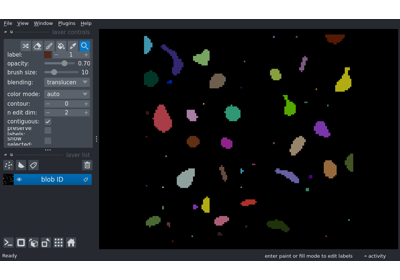 File View Window Plugins Help
layer controls
label: 1
opacity: 0.70
brush size: 10
blending: translucen
color mode: auto
contour: 0
n edit dim: 2
contiguous:
preserve
labels:
show
selected:
layer list
blob ID
Ready enter paint or fill mode to edit labels activity